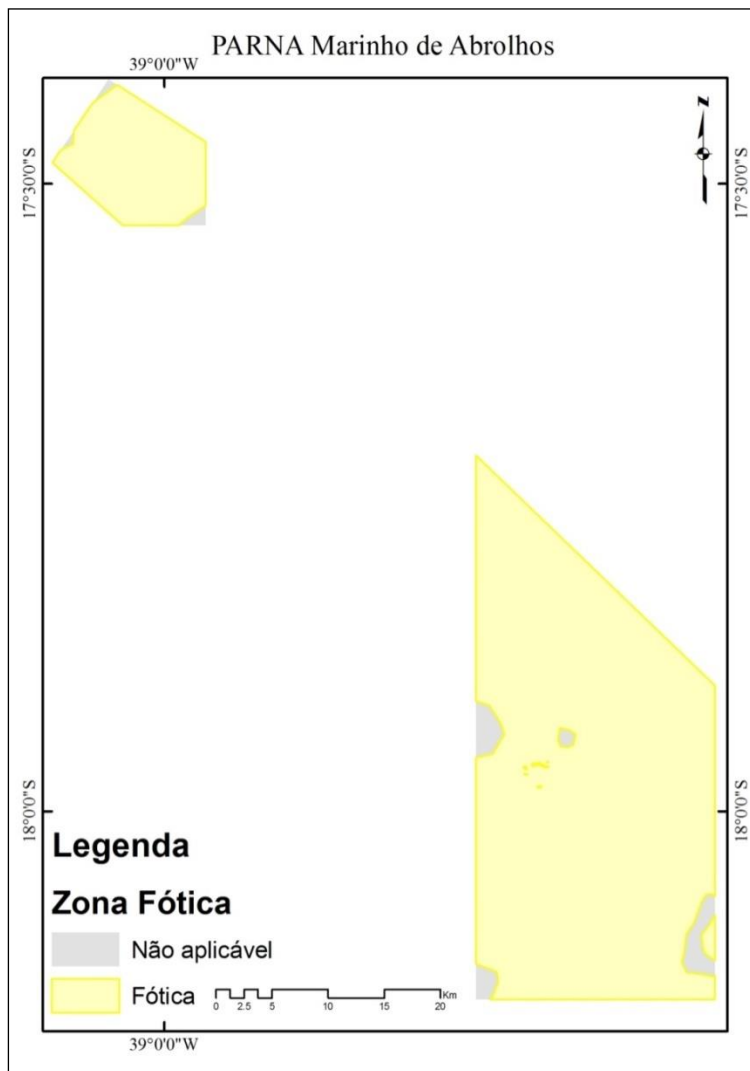 PARNA Marinho de Abrolhos
39°0'0"W
17°30'0"S
17°30'0"S
N
18°0'0"S
18°0'0"S
Legenda
Zona Fótica
Não aplicável
Fótica
0 2.5 5 10 15 20 Km
39°0'0"W